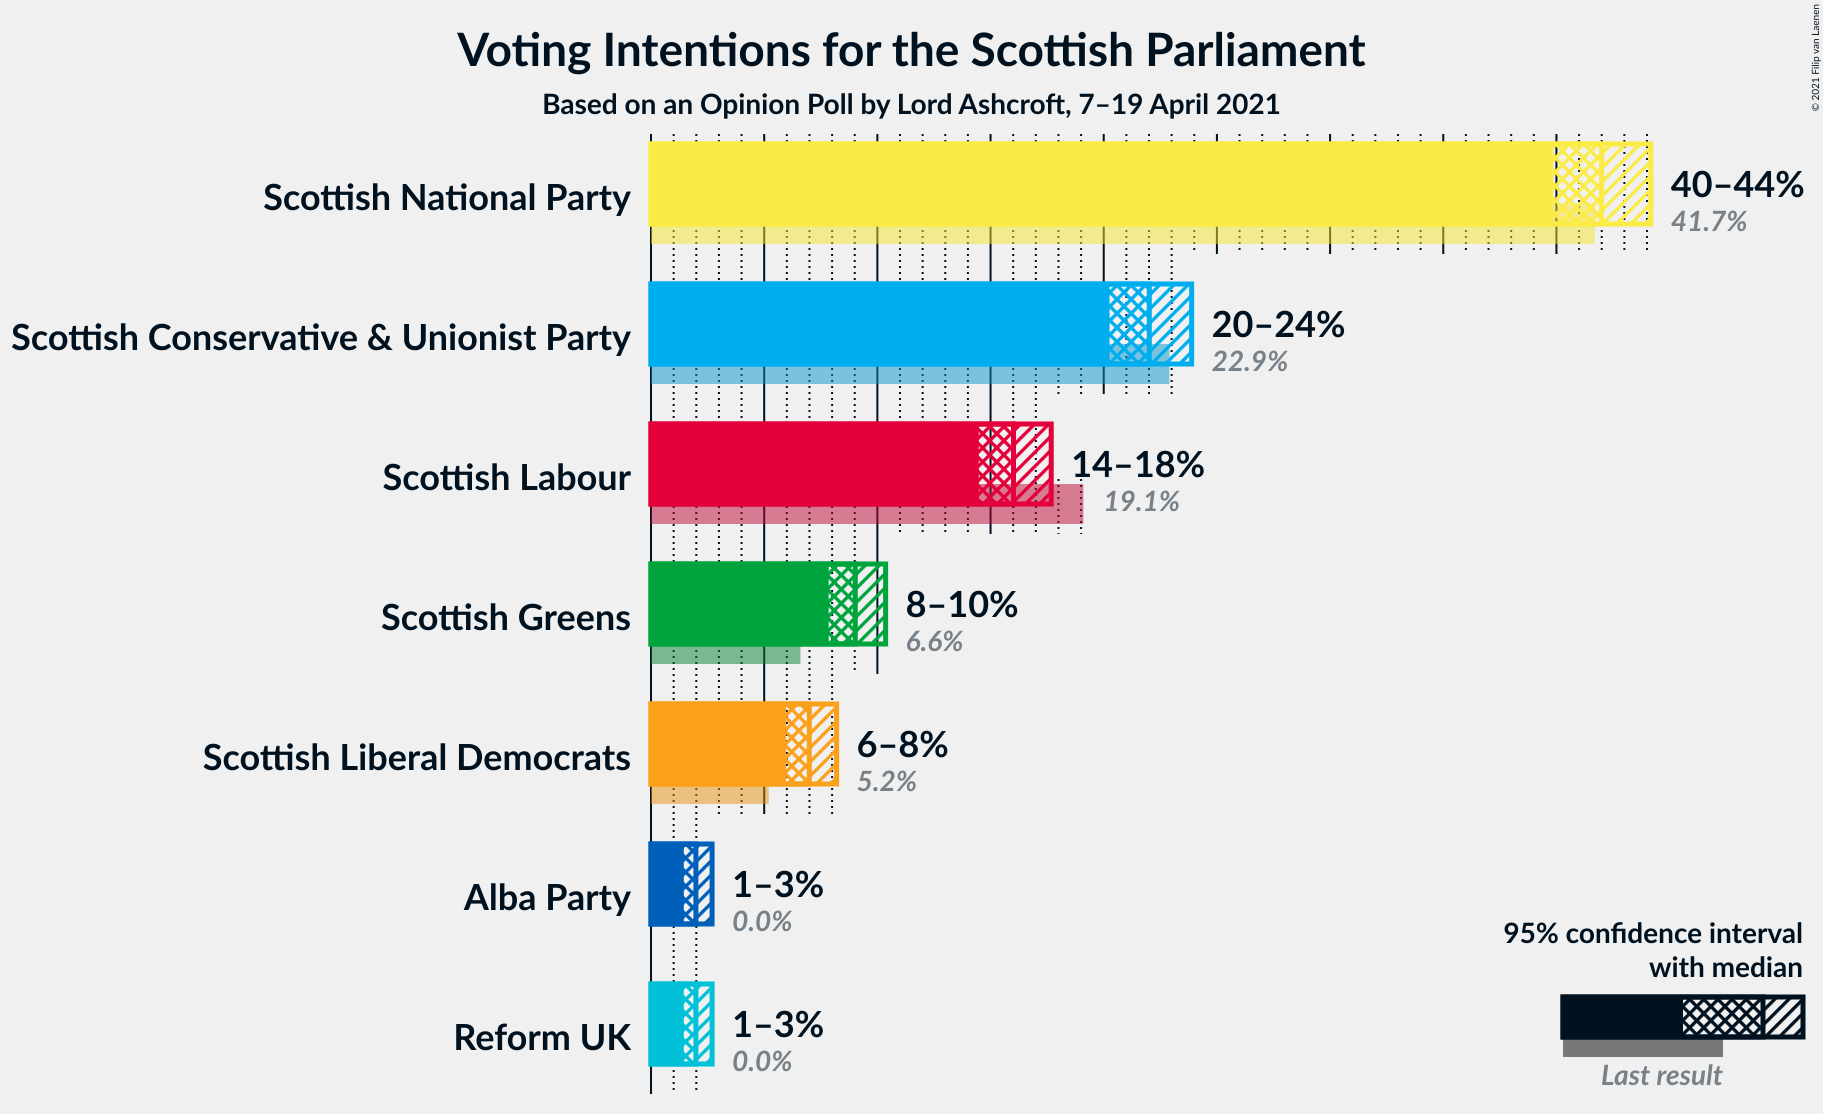 Voting Intentions for the Scottish Parliament
Based on an Opinion Poll by Lord Ashcroft, 7–19 April 2021
© 2021 Filip van Laenen
Scottish National Party
40–44%
41.7%
Scottish Conservative & Unionist Party
20–24%
22.9%
Scottish Labour
14–18%
19.1%
Scottish Greens
8–10%
6.6%
Scottish Liberal Democrats
6–8%
5.2%
Alba Party
1–3%
0.0%
Reform UK
1–3%
0.0%
95% confidence interval
with median
Last result